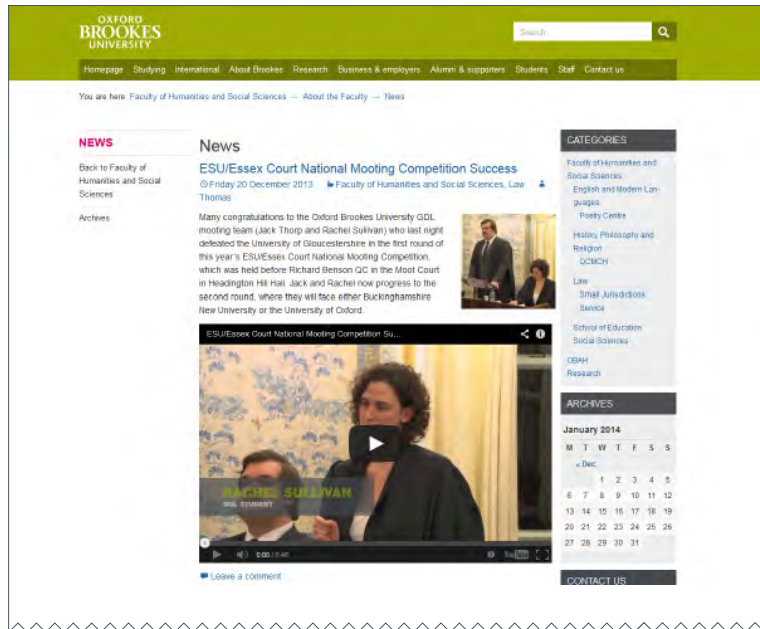 OXFORD
BROOKES
UNIVERSITY
Search
Homepage Studying International About Brookes Research Business & employers Alumni & supporters Students Staff Contact us
You are here: Faculty of Humanities and Social Sciences — About the Faculty — News
NEWS
Back to Faculty of
Humanities and Social
Sciences
Archives
News
ESU/Essex Court National Mooting Competition Success
Friday 20 December 2013 Faculty of Humanities and Social Sciences, Law
Thomas
Many congratulations to the Oxford Brookes University GDL
mooting team (Jack Thorp and Rachel Sullivan) who last night
defeated the University of Gloucestershire in the first round of
this year's ESU/Essex Court National Mooting Competition,
which was held before Richard Benson QC in the Moot Court
in Headington Hill Hall. Jack and Rachel now progress to the
second round, where they will face either Buckinghamshire
New University or the University of Oxford.
ESU/Essex Court National Mooting Competition Su...
RACHEL SULLIVAN
GDL STUDENT
0:00 / 8:46
YouTube
Leave a comment
CATEGORIES
Faculty of Humanities and
Social Sciences
English and Modern Lan-
guages
Poetry Centre
History, Philosophy and
Religion
OCMCH
Law
Small Jurisdictions
Service
School of Education
Social Sciences
OBAH
Research
ARCHIVES
January 2014
M T W T F S S
« Dec
1 2 3 4 5
6 7 8 9 10 11 12
13 14 15 16 17 18 19
20 21 22 23 24 25 26
27 28 29 30 31
CONTACT US